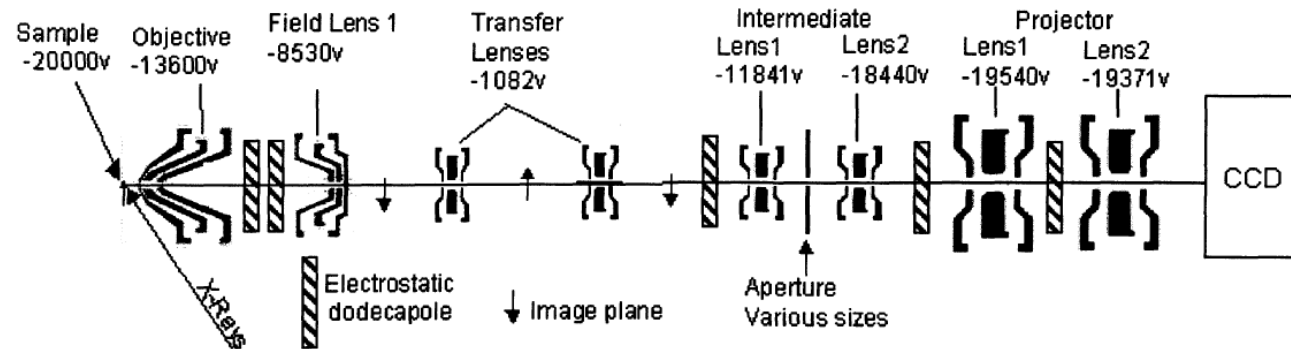 Sample
-20000v
Objective
-13600v
Field Lens 1
-8530v
Transfer
Lenses
-1082v
Intermediate
Lens1
-11841v
Lens2
-18440v
Projector
Lens1
-19540v
Lens2
-19371v
CCD
X-Rays
Electrostatic
dodecapole
Image plane
Aperture
Various sizes